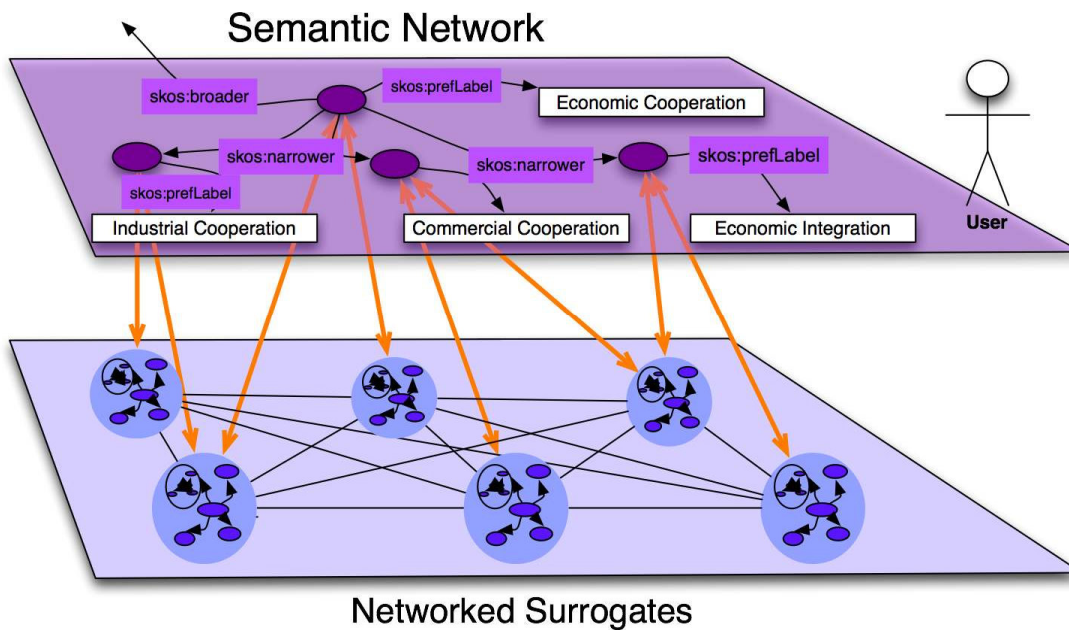 Semantic Network
skos:broader
skos:prefLabel
Economic Cooperation
skos:narrower
skos:narrower
skos:prefLabel
skos:prefLabel
Industrial Cooperation
Commercial Cooperation
Economic Integration
User
Networked Surrogates